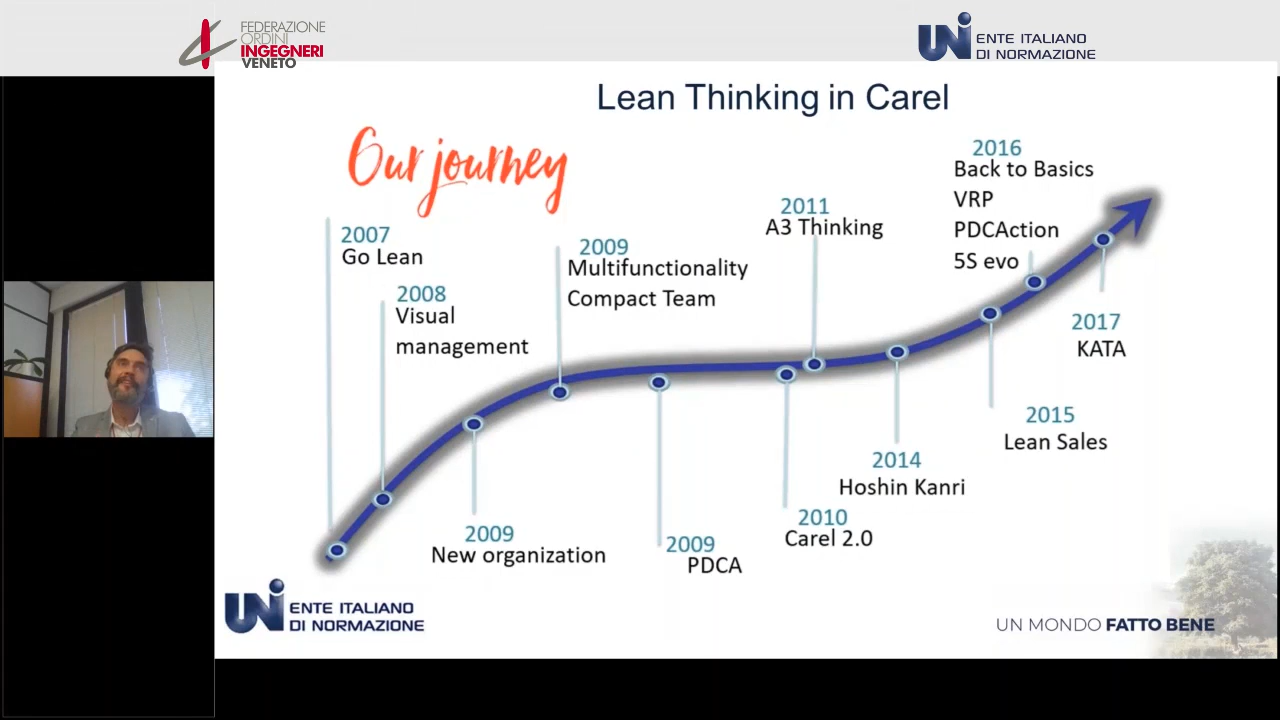 FEDERAZIONE
ORDINI
INGEGNERI
VENETO
UNI ENTE ITALIANO
DI NORMAZIONE
Lean Thinking in Carel
Our journey
2007
Go Lean
2008
Visual
management
2009
Multifunctionality
Compact Team
2011
A3 Thinking
2016
Back to Basics
VRP
PDCAction
5S evo
2017
KATA
2015
Lean Sales
2014
Hoshin Kanri
2010
Carel 2.0
2009
New organization
2009
PDCA
UNI ENTE ITALIANO
DI NORMAZIONE
UN MONDO FATTO BENE